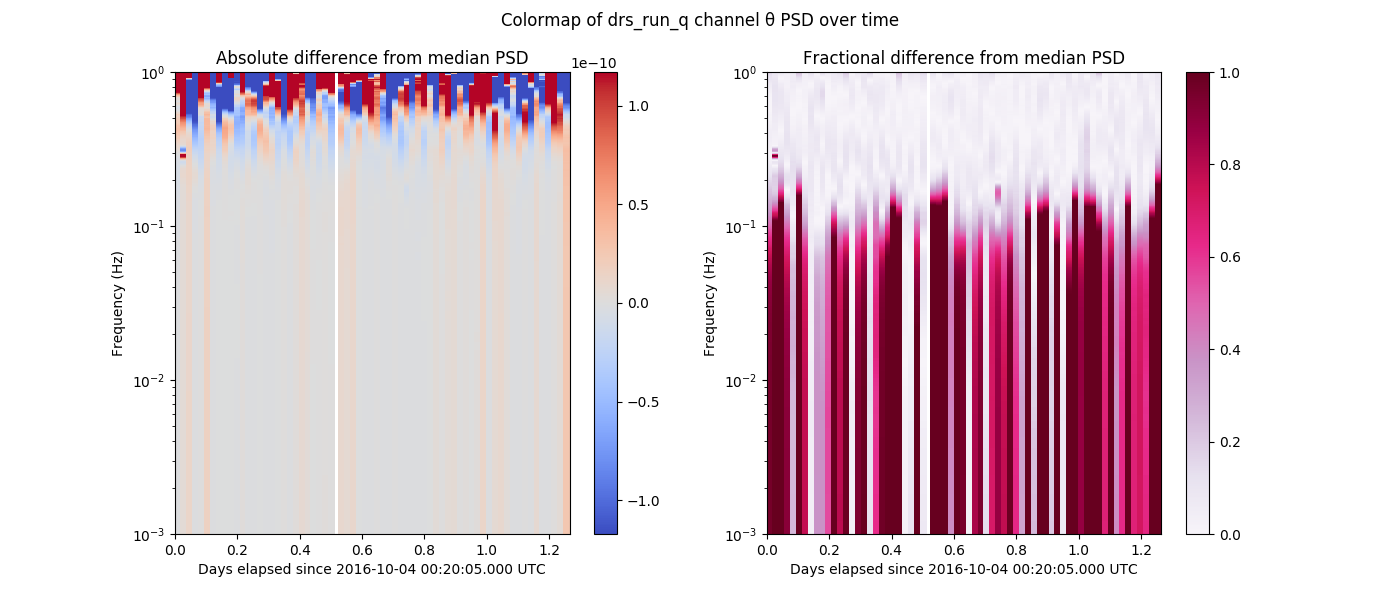 Colormap of drs_run_q channel θ PSD over time
Absolute difference from median PSD
1e−10
10⁰
10⁻¹
10⁻²
10⁻³
Frequency (Hz)
0.0 0.2 0.4 0.6 0.8 1.0 1.2
Days elapsed since 2016-10-04 00:20:05.000 UTC
1.0
0.5
0.0
−0.5
−1.0
Fractional difference from median PSD
10⁰
10⁻¹
10⁻²
10⁻³
Frequency (Hz)
0.0 0.2 0.4 0.6 0.8 1.0 1.2
Days elapsed since 2016-10-04 00:20:05.000 UTC
1.0
0.8
0.6
0.4
0.2
0.0